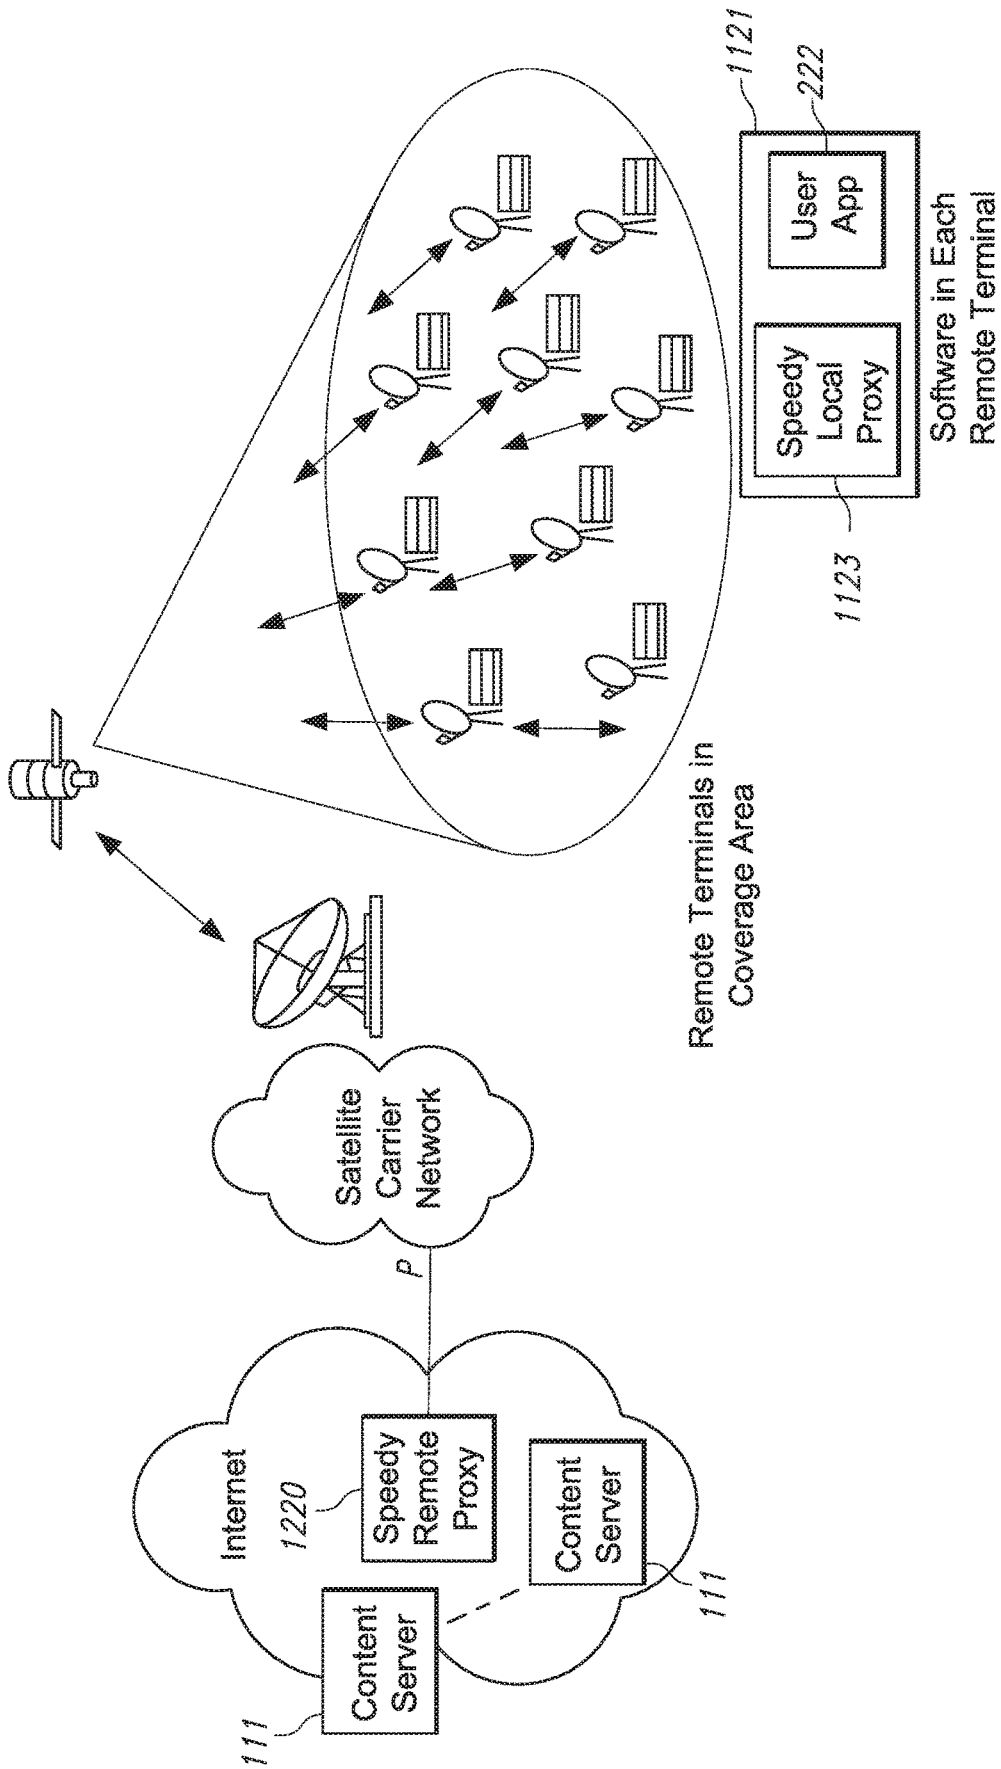 Internet
1220
Speedy
Remote
Proxy
111
Content
Server
Content
Server
111
P
Satellite
Carrier
Network
Remote Terminals in
Coverage Area
1121
222
User
App
Speedy
Local
Proxy
1123
Software in Each
Remote Terminal